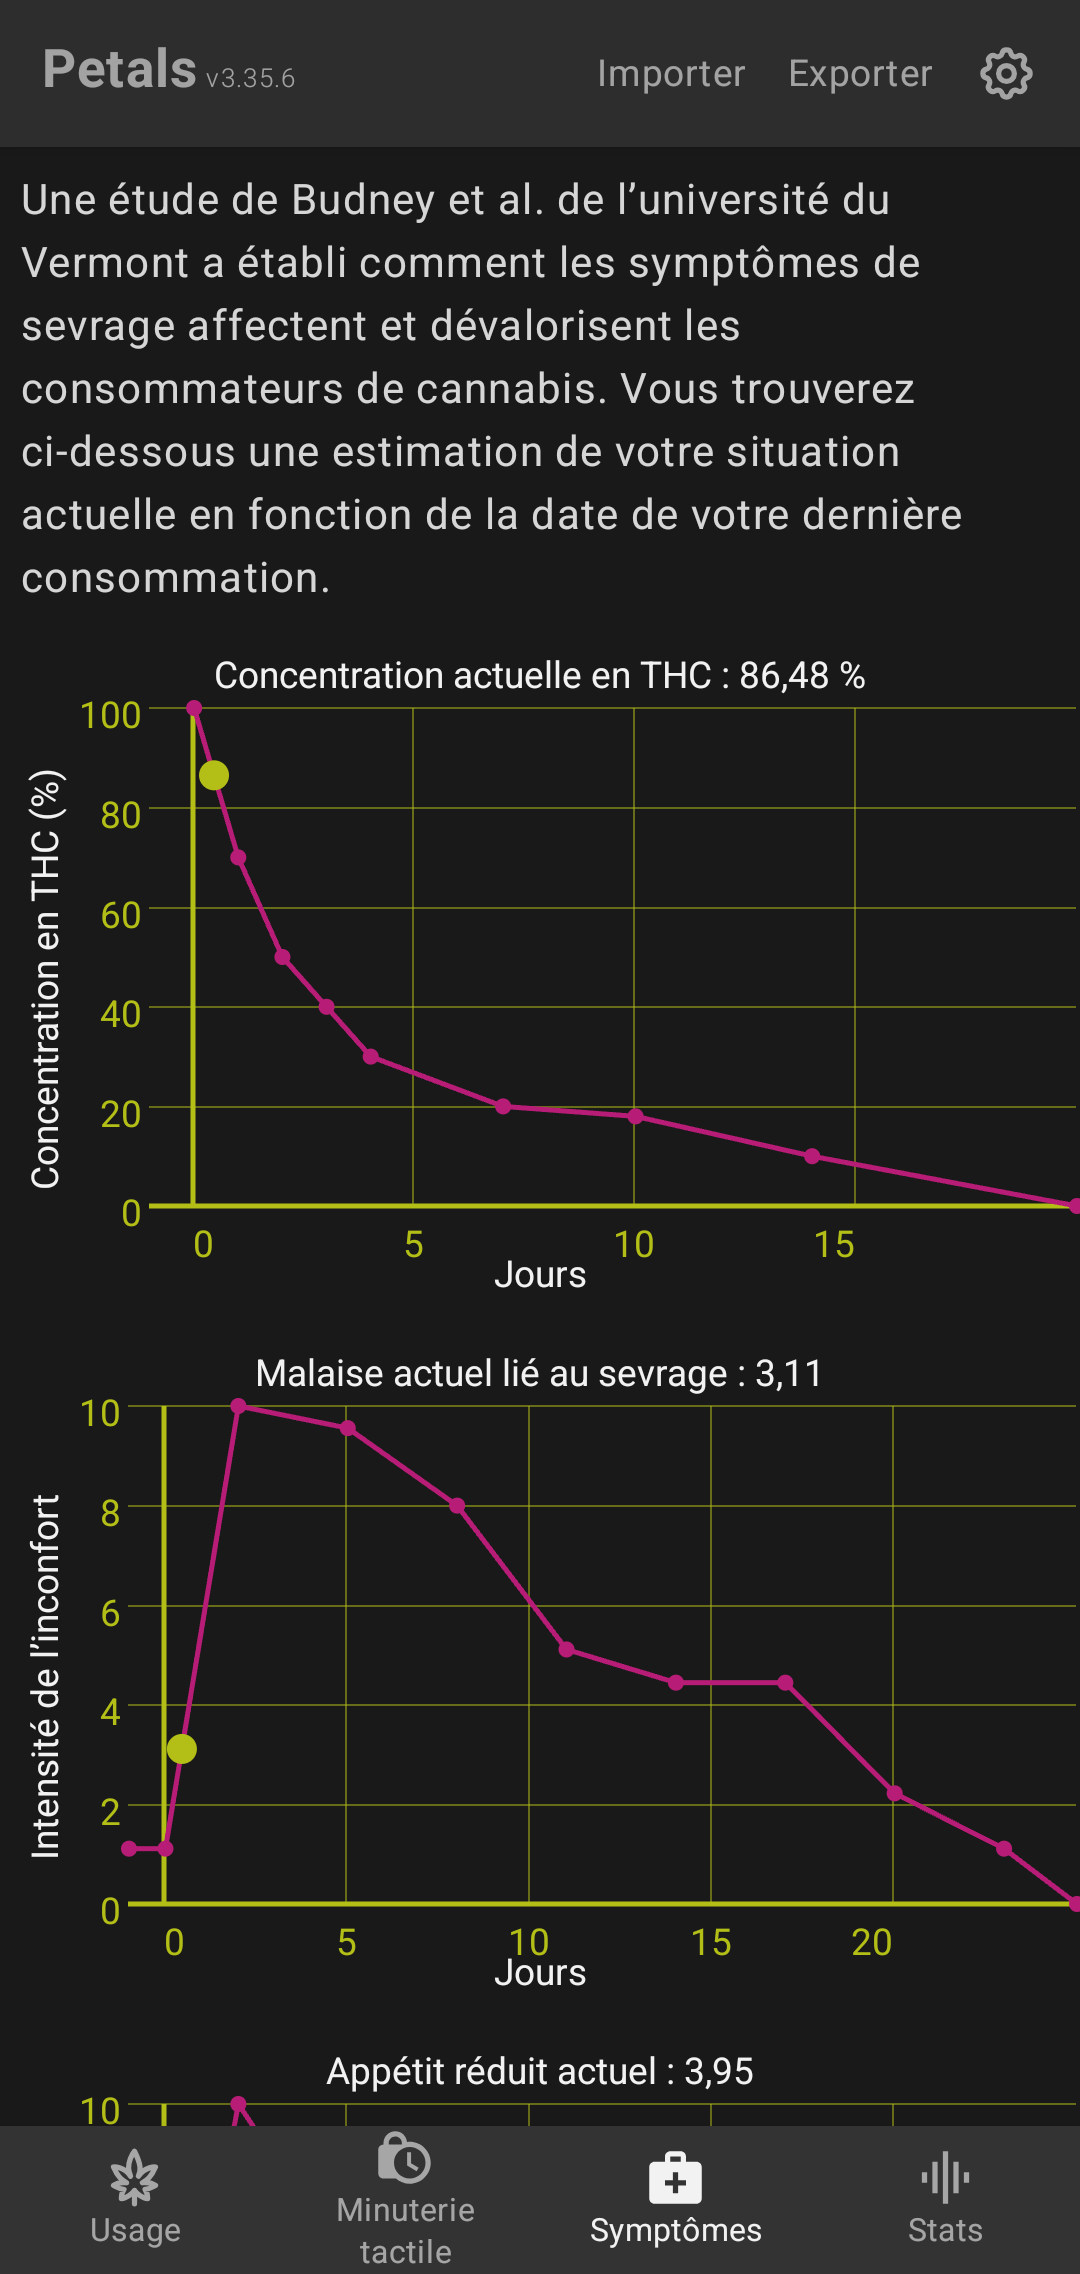 Petals v3.35.6
Importer
Exporter
Une étude de Budney et al. de l’université du
Vermont a établi comment les symptômes de
sevrage affectent et dévalorisent les
consommateurs de cannabis. Vous trouverez
ci-dessous une estimation de votre situation
actuelle en fonction de la date de votre dernière
consommation.
Concentration actuelle en THC : 86,48 %
Concentration en THC (%)
100
80
60
40
20
0
0 5 10 15
Jours
Malaise actuel lié au sevrage : 3,11
Intensité de l’inconfort
10
8
6
4
2
0
0 5 10 15 20
Jours
Appétit réduit actuel : 3,95
10
Usage
Minuterie
tactile
Symptômes
Stats